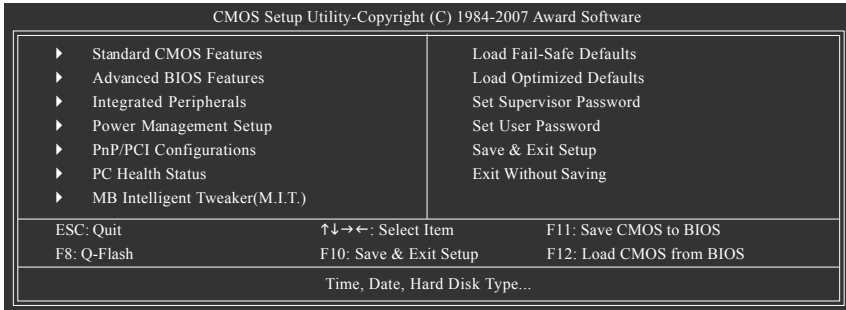 CMOS Setup Utility-Copyright (C) 1984-2007 Award Software
Standard CMOS Features
Advanced BIOS Features
Integrated Peripherals
Power Management Setup
PnP/PCI Configurations
PC Health Status
MB Intelligent Tweaker(M.I.T.)
Load Fail-Safe Defaults
Load Optimized Defaults
Set Supervisor Password
Set User Password
Save & Exit Setup
Exit Without Saving
ESC: Quit ↑↓→←: Select Item F11: Save CMOS to BIOS
F8: Q-Flash F10: Save & Exit Setup F12: Load CMOS from BIOS
Time, Date, Hard Disk Type...